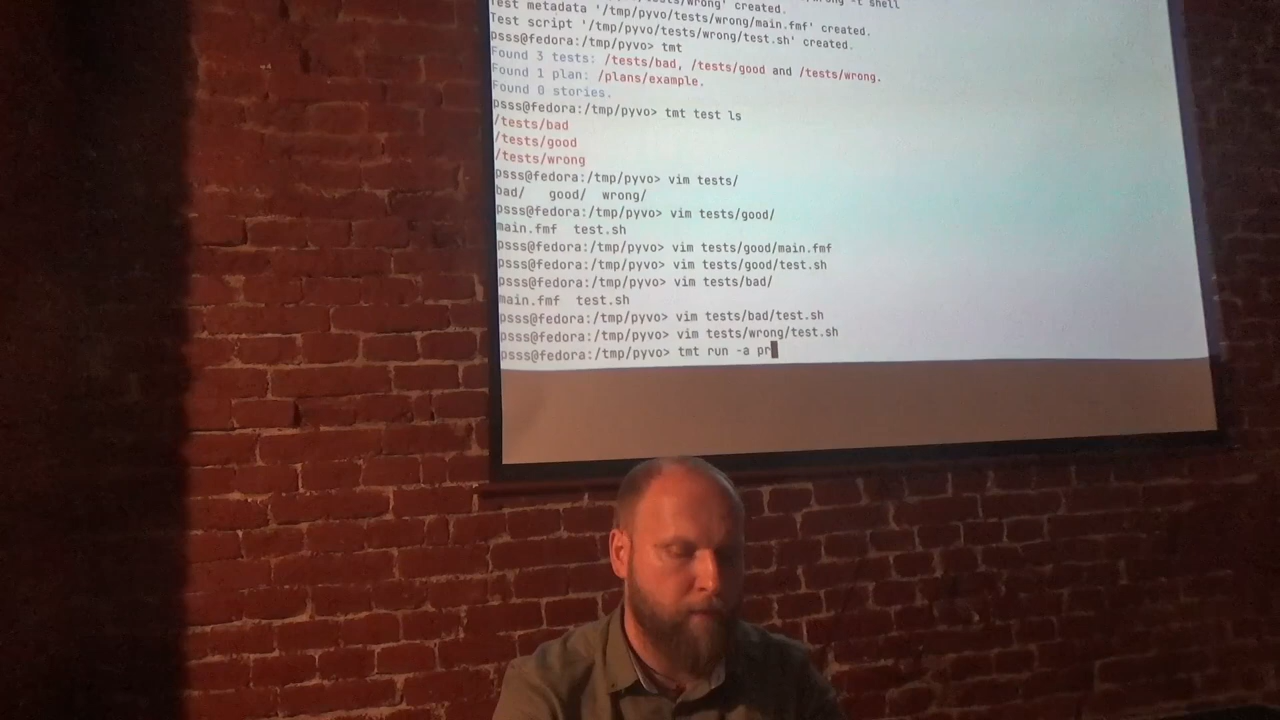 /wrong -t shell
/tests/wrong' created.
Test metadata '/tmp/pyvo/tests/wrong/main.fmf' created.
Test script '/tmp/pyvo/tests/wrong/test.sh' created.
psss@fedora:/tmp/pyvo> tmt
Found 3 tests: /tests/bad, /tests/good and /tests/wrong.
Found 1 plan: /plans/example.
Found 0 stories.
psss@fedora:/tmp/pyvo> tmt test ls
/tests/bad
/tests/good
/tests/wrong
psss@fedora:/tmp/pyvo> vim tests/
bad/ good/ wrong/
psss@fedora:/tmp/pyvo> vim tests/good/
main.fmf test.sh
psss@fedora:/tmp/pyvo> vim tests/good/main.fmf
psss@fedora:/tmp/pyvo> vim tests/good/test.sh
psss@fedora:/tmp/pyvo> vim tests/bad/
main.fmf test.sh
psss@fedora:/tmp/pyvo> vim tests/bad/test.sh
psss@fedora:/tmp/pyvo> vim tests/wrong/test.sh
psss@fedora:/tmp/pyvo> tmt run -a pr